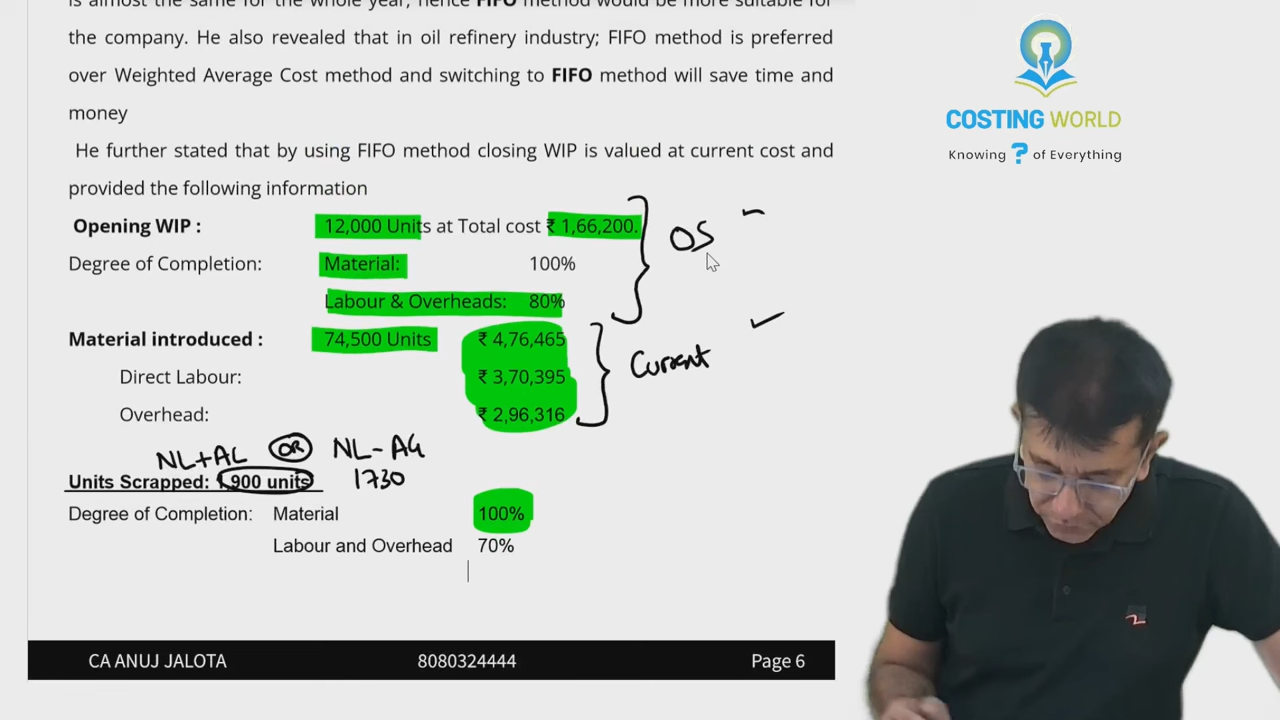 is almost the same for the whole year, hence FIFO method would be more suitable for
the company. He also revealed that in oil refinery industry; FIFO method is preferred
over Weighted Average Cost method and switching to FIFO method will save time and
money
He further stated that by using FIFO method closing WIP is valued at current cost and
provided the following information
Opening WIP : 12,000 Units at Total cost ₹ 1,66,200.
Degree of Completion: Material: 100%
Labour & Overheads: 80%
OS
Material introduced : 74,500 Units ₹ 4,76,465
Direct Labour: ₹ 3,70,395
Overhead: ₹ 2,96,316
Current
NL+AL OR NL-AG
Units Scrapped: 1,900 units 1730
Degree of Completion: Material 100%
Labour and Overhead 70%
CA ANUJ JALOTA 8080324444 Page 6
COSTING WORLD
Knowing ? of Everything